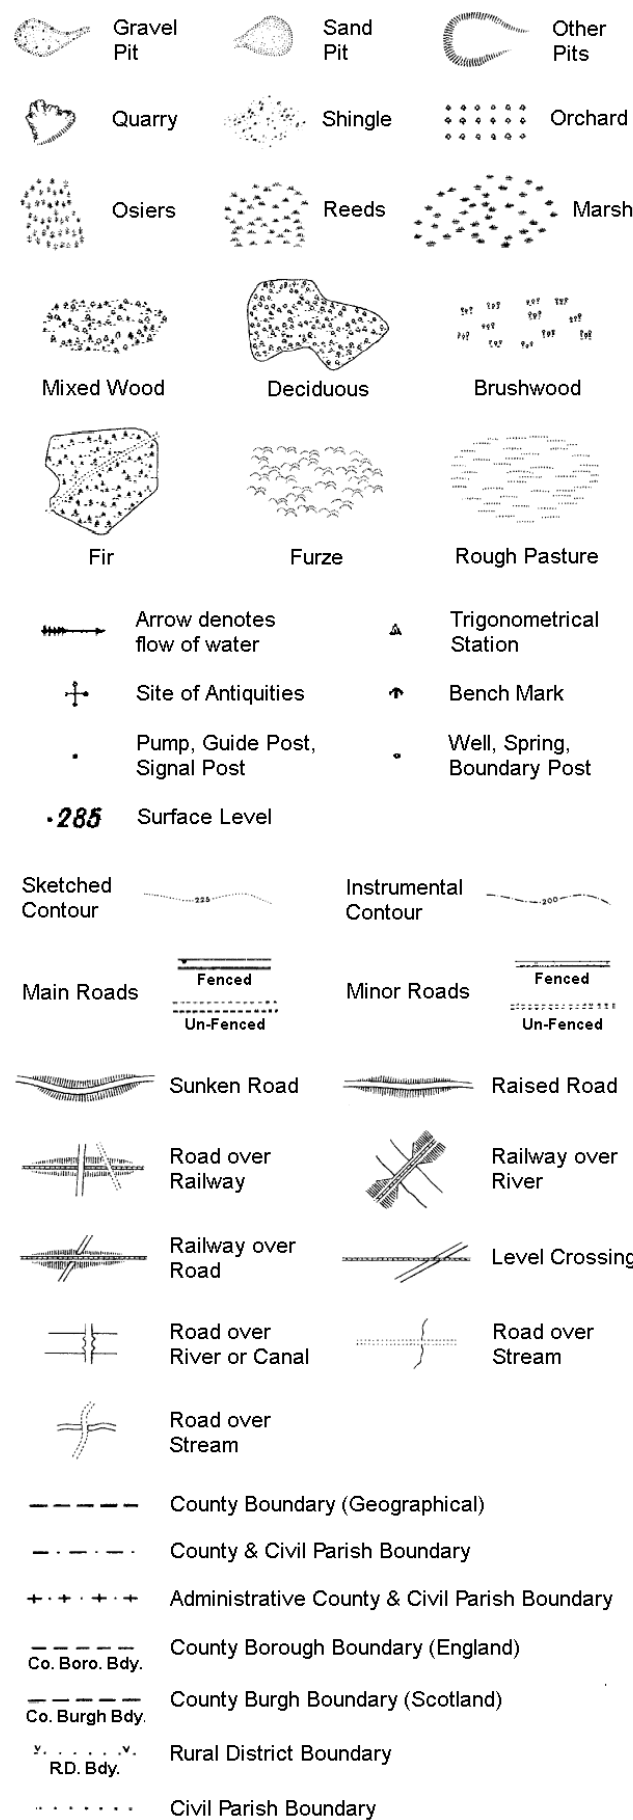 Gravel
Pit
Sand
Pit
Other
Pits
Quarry
Shingle
Orchard
Osiers
Reeds
Marsh
Mixed Wood
Deciduous
Brushwood
Fir
Furze
Rough Pasture
Arrow denotes
flow of water
Trigonometrical
Station
Site of Antiquities
Bench Mark
Pump, Guide Post,
Signal Post
Well, Spring,
Boundary Post
·285
Surface Level
Sketched
Contour
225
Instrumental
Contour
200
Main Roads
Fenced
Un-Fenced
Minor Roads
Fenced
Un-Fenced
Sunken Road
Raised Road
Road over
Railway
Railway over
River
Railway over
Road
Level Crossing
Road over
River or Canal
Road over
Stream
Road over
Stream
County Boundary (Geographical)
County & Civil Parish Boundary
Administrative County & Civil Parish Boundary
Co. Boro. Bdy.
County Borough Boundary (England)
Co. Burgh Bdy.
County Burgh Boundary (Scotland)
R.D. Bdy.
Rural District Boundary
Civil Parish Boundary